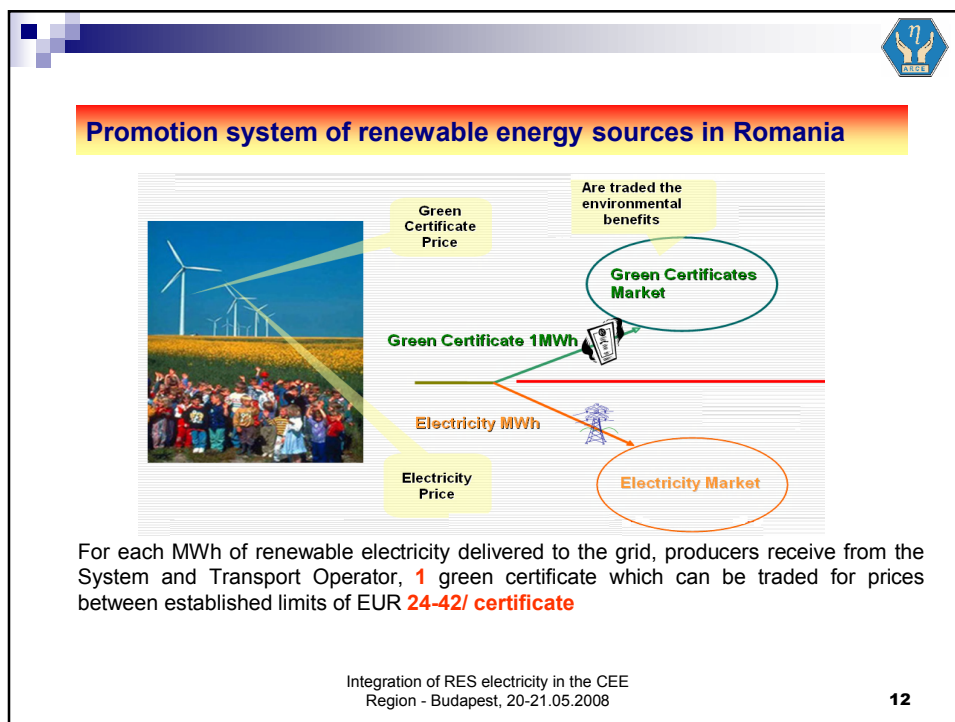 η
ARCE
Promotion system of renewable energy sources in Romania
Green
Certificate
Price
Are traded the
environmental
benefits
Green Certificates
Market
Green Certificate 1MWh
Electricity MWh
Electricity
Price
Electricity Market
For each MWh of renewable electricity delivered to the grid, producers receive from the
System and Transport Operator, 1 green certificate which can be traded for prices
between established limits of EUR 24-42/ certificate
Integration of RES electricity in the CEE
Region - Budapest, 20-21.05.2008
12